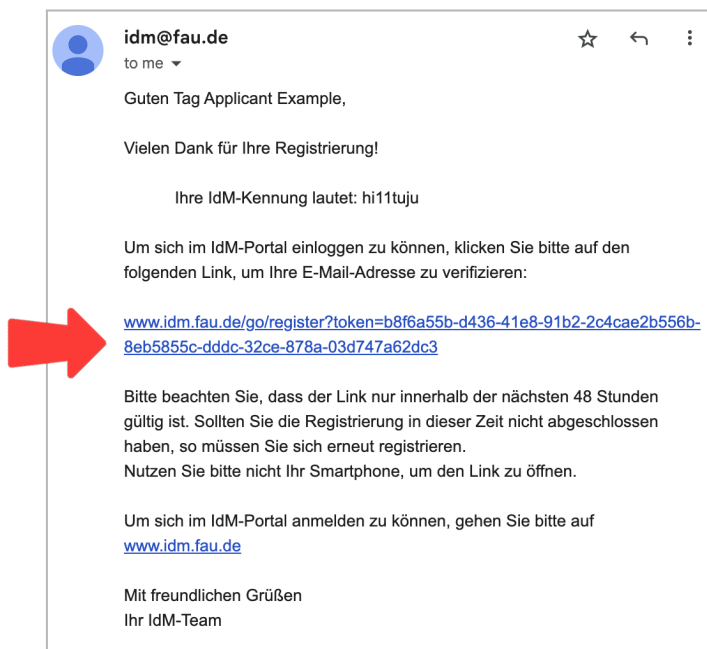 idm@fau.de
to me
Guten Tag Applicant Example,
Vielen Dank für Ihre Registrierung!
Ihre IdM-Kennung lautet: hi11tuju
Um sich im IdM-Portal einloggen zu können, klicken Sie bitte auf den
folgenden Link, um Ihre E-Mail-Adresse zu verifizieren:
www.idm.fau.de/go/register?token=b8f6a55b-d436-41e8-91b2-2c4cae2b556b-
8eb5855c-dddc-32ce-878a-03d747a62dc3
Bitte beachten Sie, dass der Link nur innerhalb der nächsten 48 Stunden
gültig ist. Sollten Sie die Registrierung in dieser Zeit nicht abgeschlossen
haben, so müssen Sie sich erneut registrieren.
Nutzen Sie bitte nicht Ihr Smartphone, um den Link zu öffnen.
Um sich im IdM-Portal anmelden zu können, gehen Sie bitte auf
www.idm.fau.de
Mit freundlichen Grüßen
Ihr IdM-Team